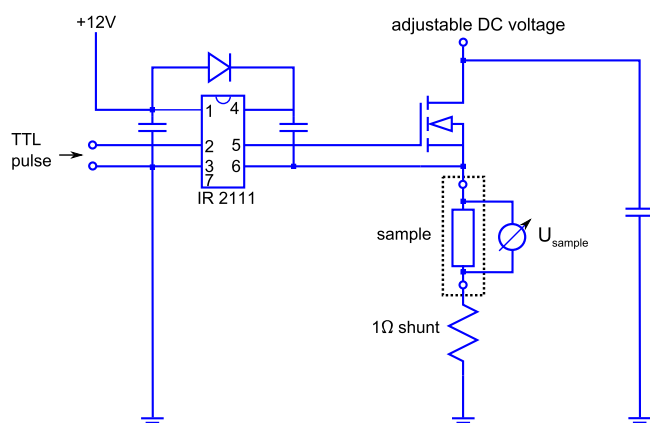 +12V
adjustable DC voltage
1 4
TTL
pulse
2 5
3 6
7
IR 2111
sample
Usample
1Ω shunt